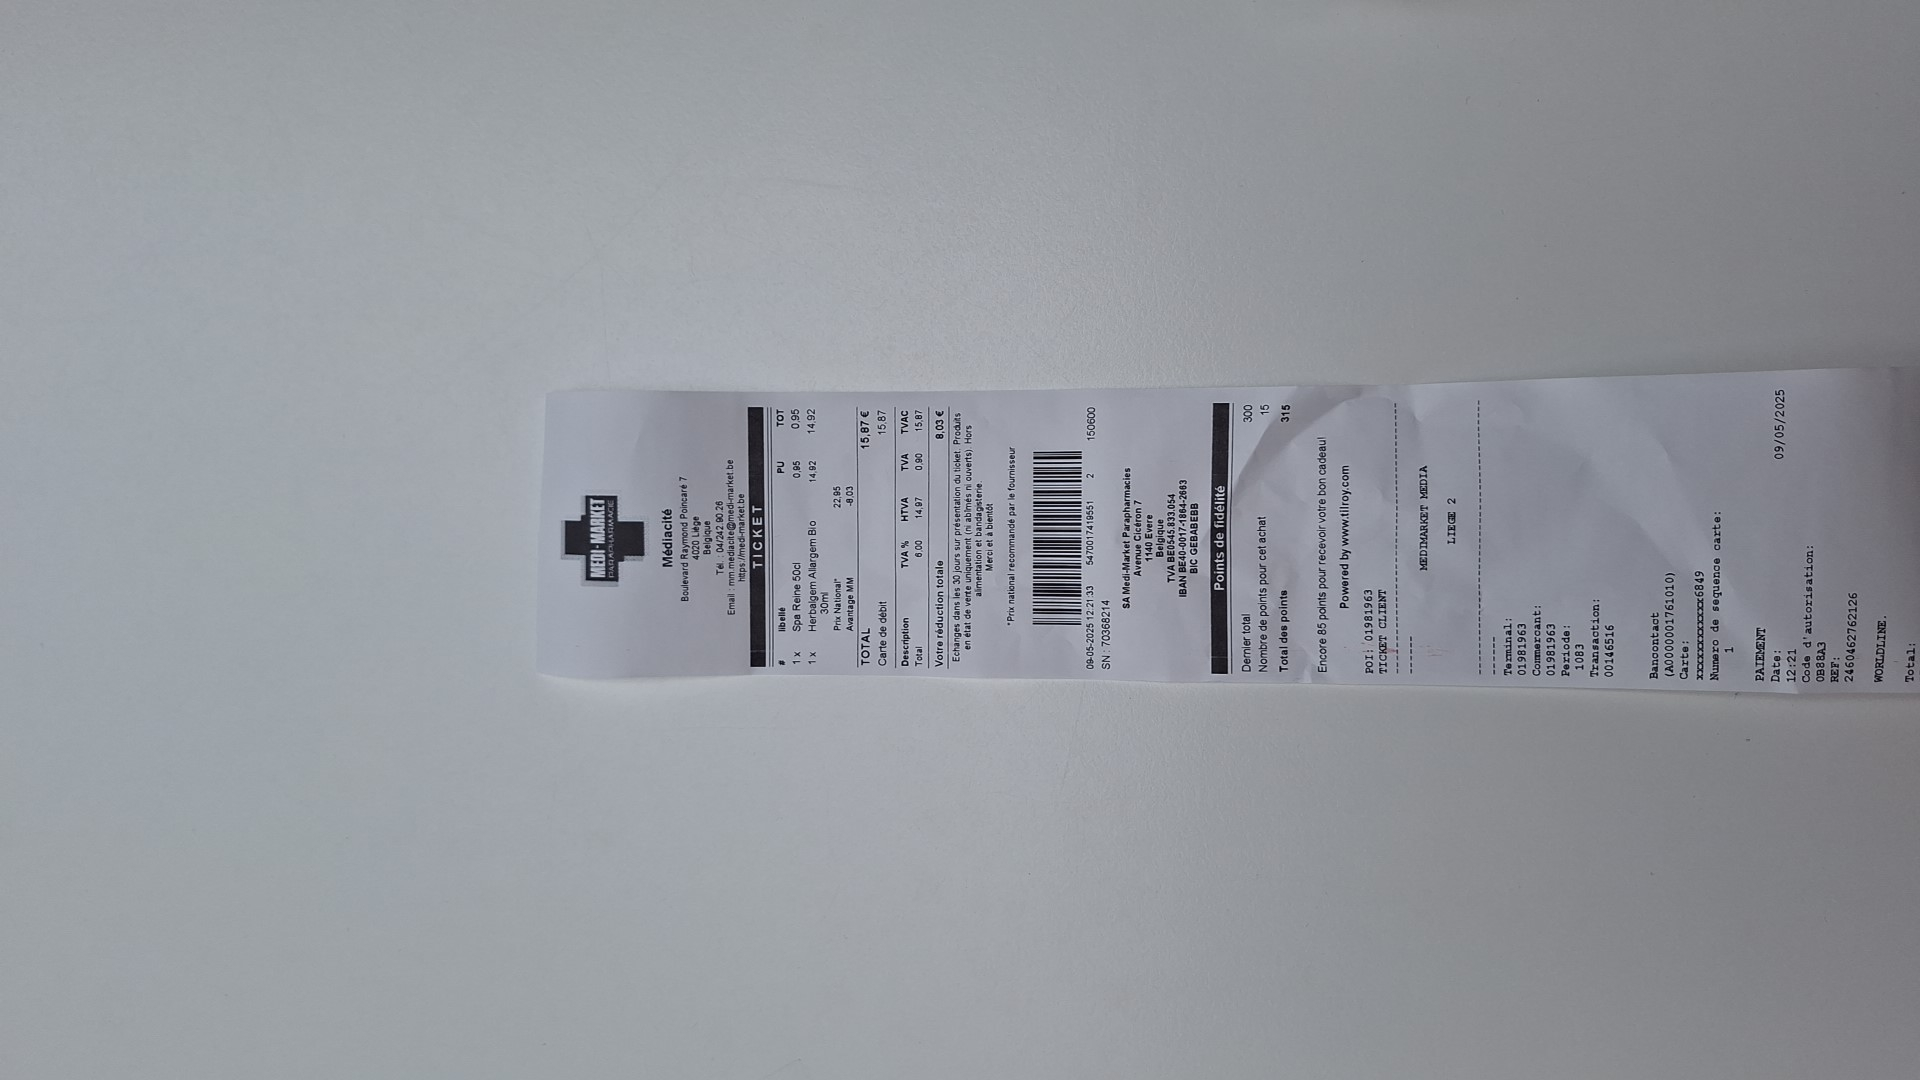 MEDI-MARKET
PARAPHARMACIE
Médiacité
Boulevard Raymond Poincaré 7
4020 Liège
Belgique
Tél. : 04/242.90.26
Email : mm.mediacite@medi-market.be
https://medi-market.be
TICKET
# libellé PU TOT
1 x Spa Reine 50cl 0,95 0,95
1 x Herbalgem Allargem Bio 14,92 14,92
30ml
Prix National* 22,95
Avantage MM -8,03
TOTAL 15,87 €
Carte de débit 15,87
Description TVA % HTVA TVA TVAC
Total 6,00 14,97 0,90 15,87
Votre réduction totale 8,03 €
Echanges dans les 30 jours sur présentation du ticket. Produits
en état de vente uniquement (ni abîmés ni ouverts). Hors
alimentation et bandagisterie.
Merci et à bientôt
*Prix national recommandé par le fournisseur
09-05-2025 12:21:33 5470017419551 2 150600
SN : 70368214
SA Medi-Market Parapharmacies
Avenue Cicéron 7
1140 Evere
Belgique
TVA BE0545.833.054
IBAN BE40-0017-1864-2663
BIC GEBABEBB
Points de fidélité
Dernier total 300
Nombre de points pour cet achat 15
Total des points 315
Encore 85 points pour recevoir votre bon cadeau!
Powered by www.tilroy.com
POI: 01981963
TICKET CLIENT
MEDIMARKET MEDIA
LIEGE 2
Terminal:
01981963
Commercant:
01981963
Periode:
1083
Transaction:
00146516
Bancontact
(A0000001761010)
Carte:
xxxxxxxxxxxxx6849
Numero de sequence carte:
1
PAIEMENT
Date: 09/05/2025
12:21
Code d'autorisation:
0B88A3
REF:
2460462762126
WORLDLINE.
Total: